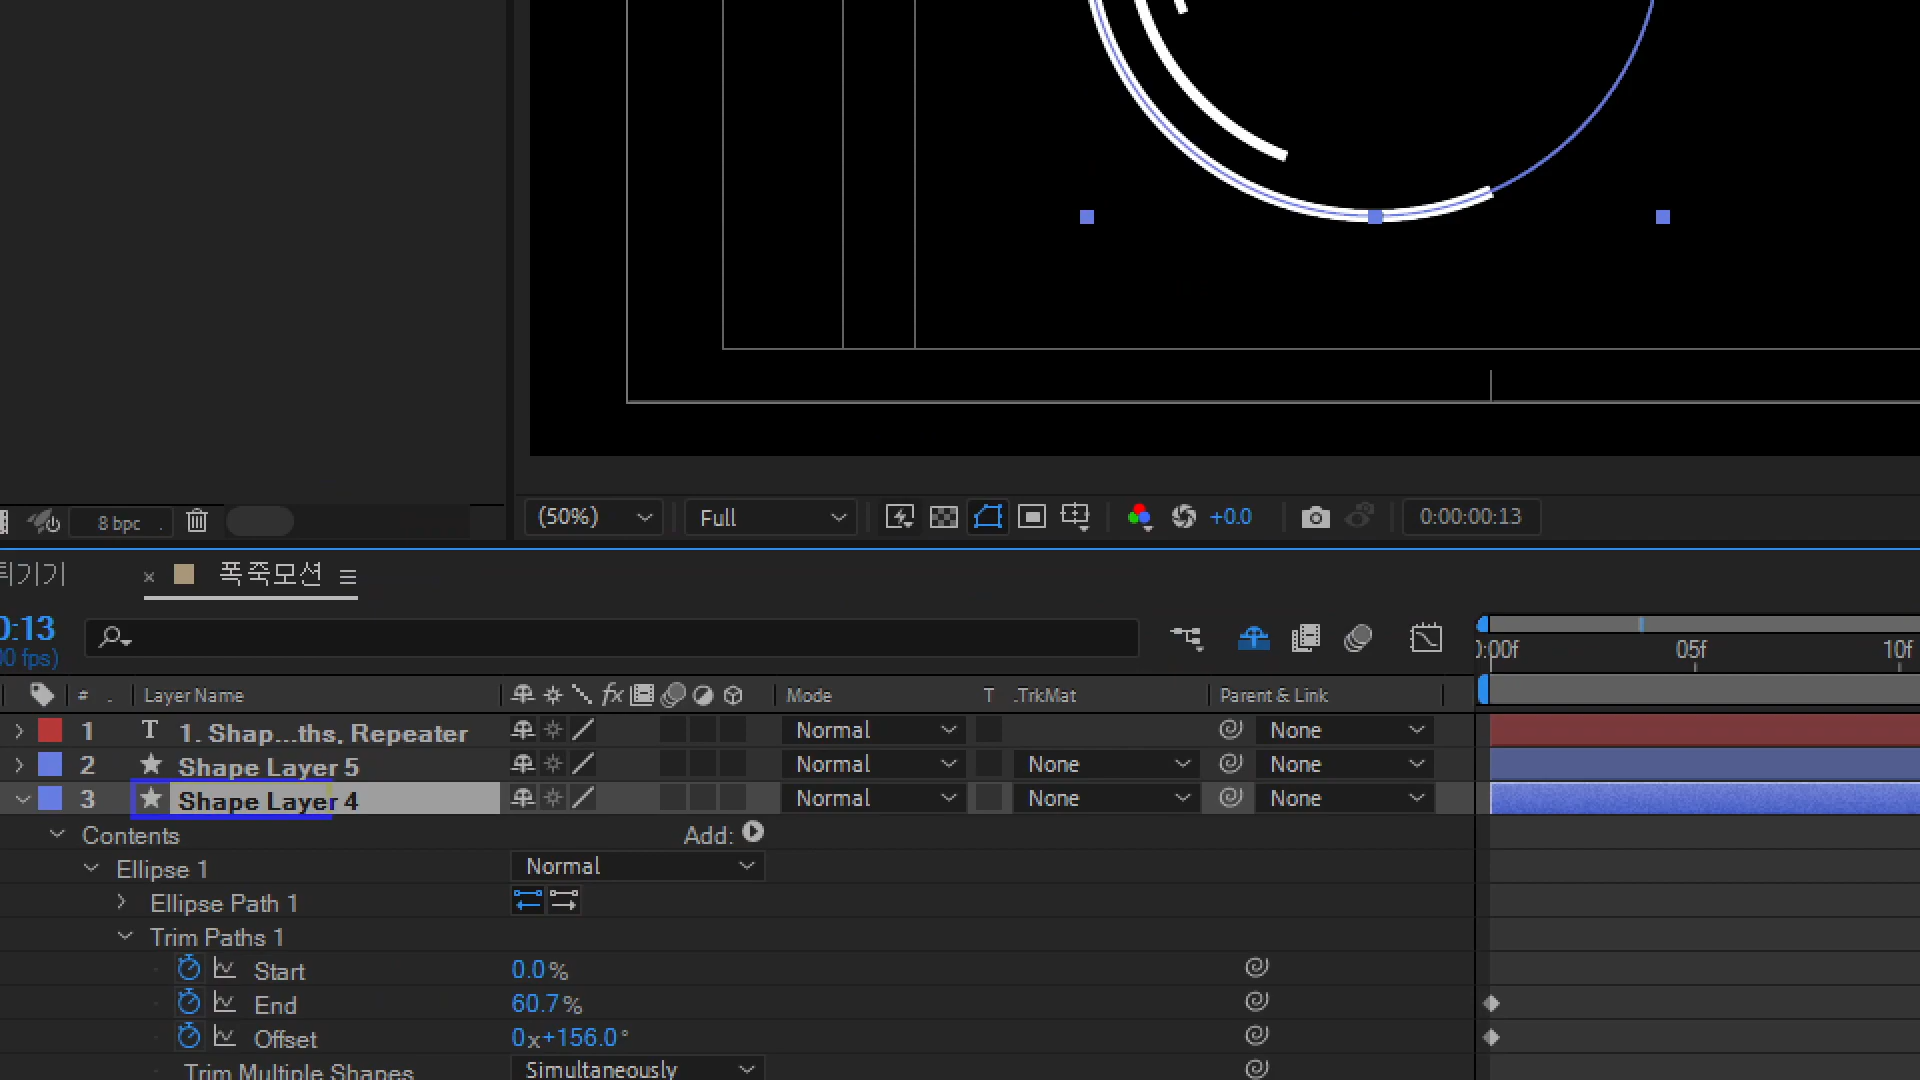 8 bpc
(50%)
Full
+0.0
0:00:00:13
튀기기
폭죽모션
0:13
00 fps)
0:00f
05f
10f
# . Layer Name
fx
Mode
T .TrkMat
Parent & Link
1 T 1. Shap...ths, Repeater Normal None
2 Shape Layer 5 Normal None None
3 Shape Layer 4 Normal None None
Contents Add:
Ellipse 1 Normal
Ellipse Path 1
Trim Paths 1
Start 0.0%
End 60.7%
Offset 0x+156.0°
Trim Multiple Shapes Simultaneously